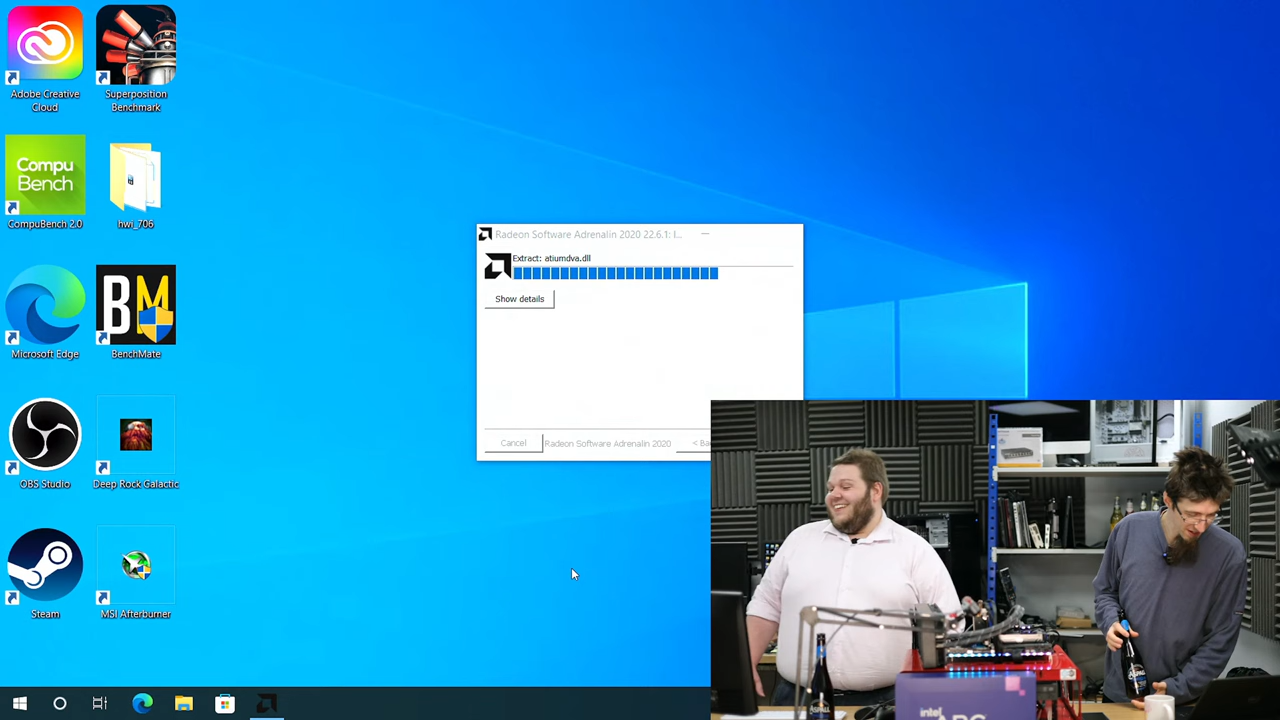 Adobe Creative
Cloud
Superposition
Benchmark
Compu
Bench
CompuBench 2.0
hwi_706
Microsoft Edge
BM
BenchMate
OBS Studio
Deep Rock Galactic
Steam
MSI Afterburner
Radeon Software Adrenalin 2020 22.6.1: I...
Extract: atiumdva.dll
Show details
Cancel
Radeon Software Adrenalin 2020
< Ba
intel
ARC